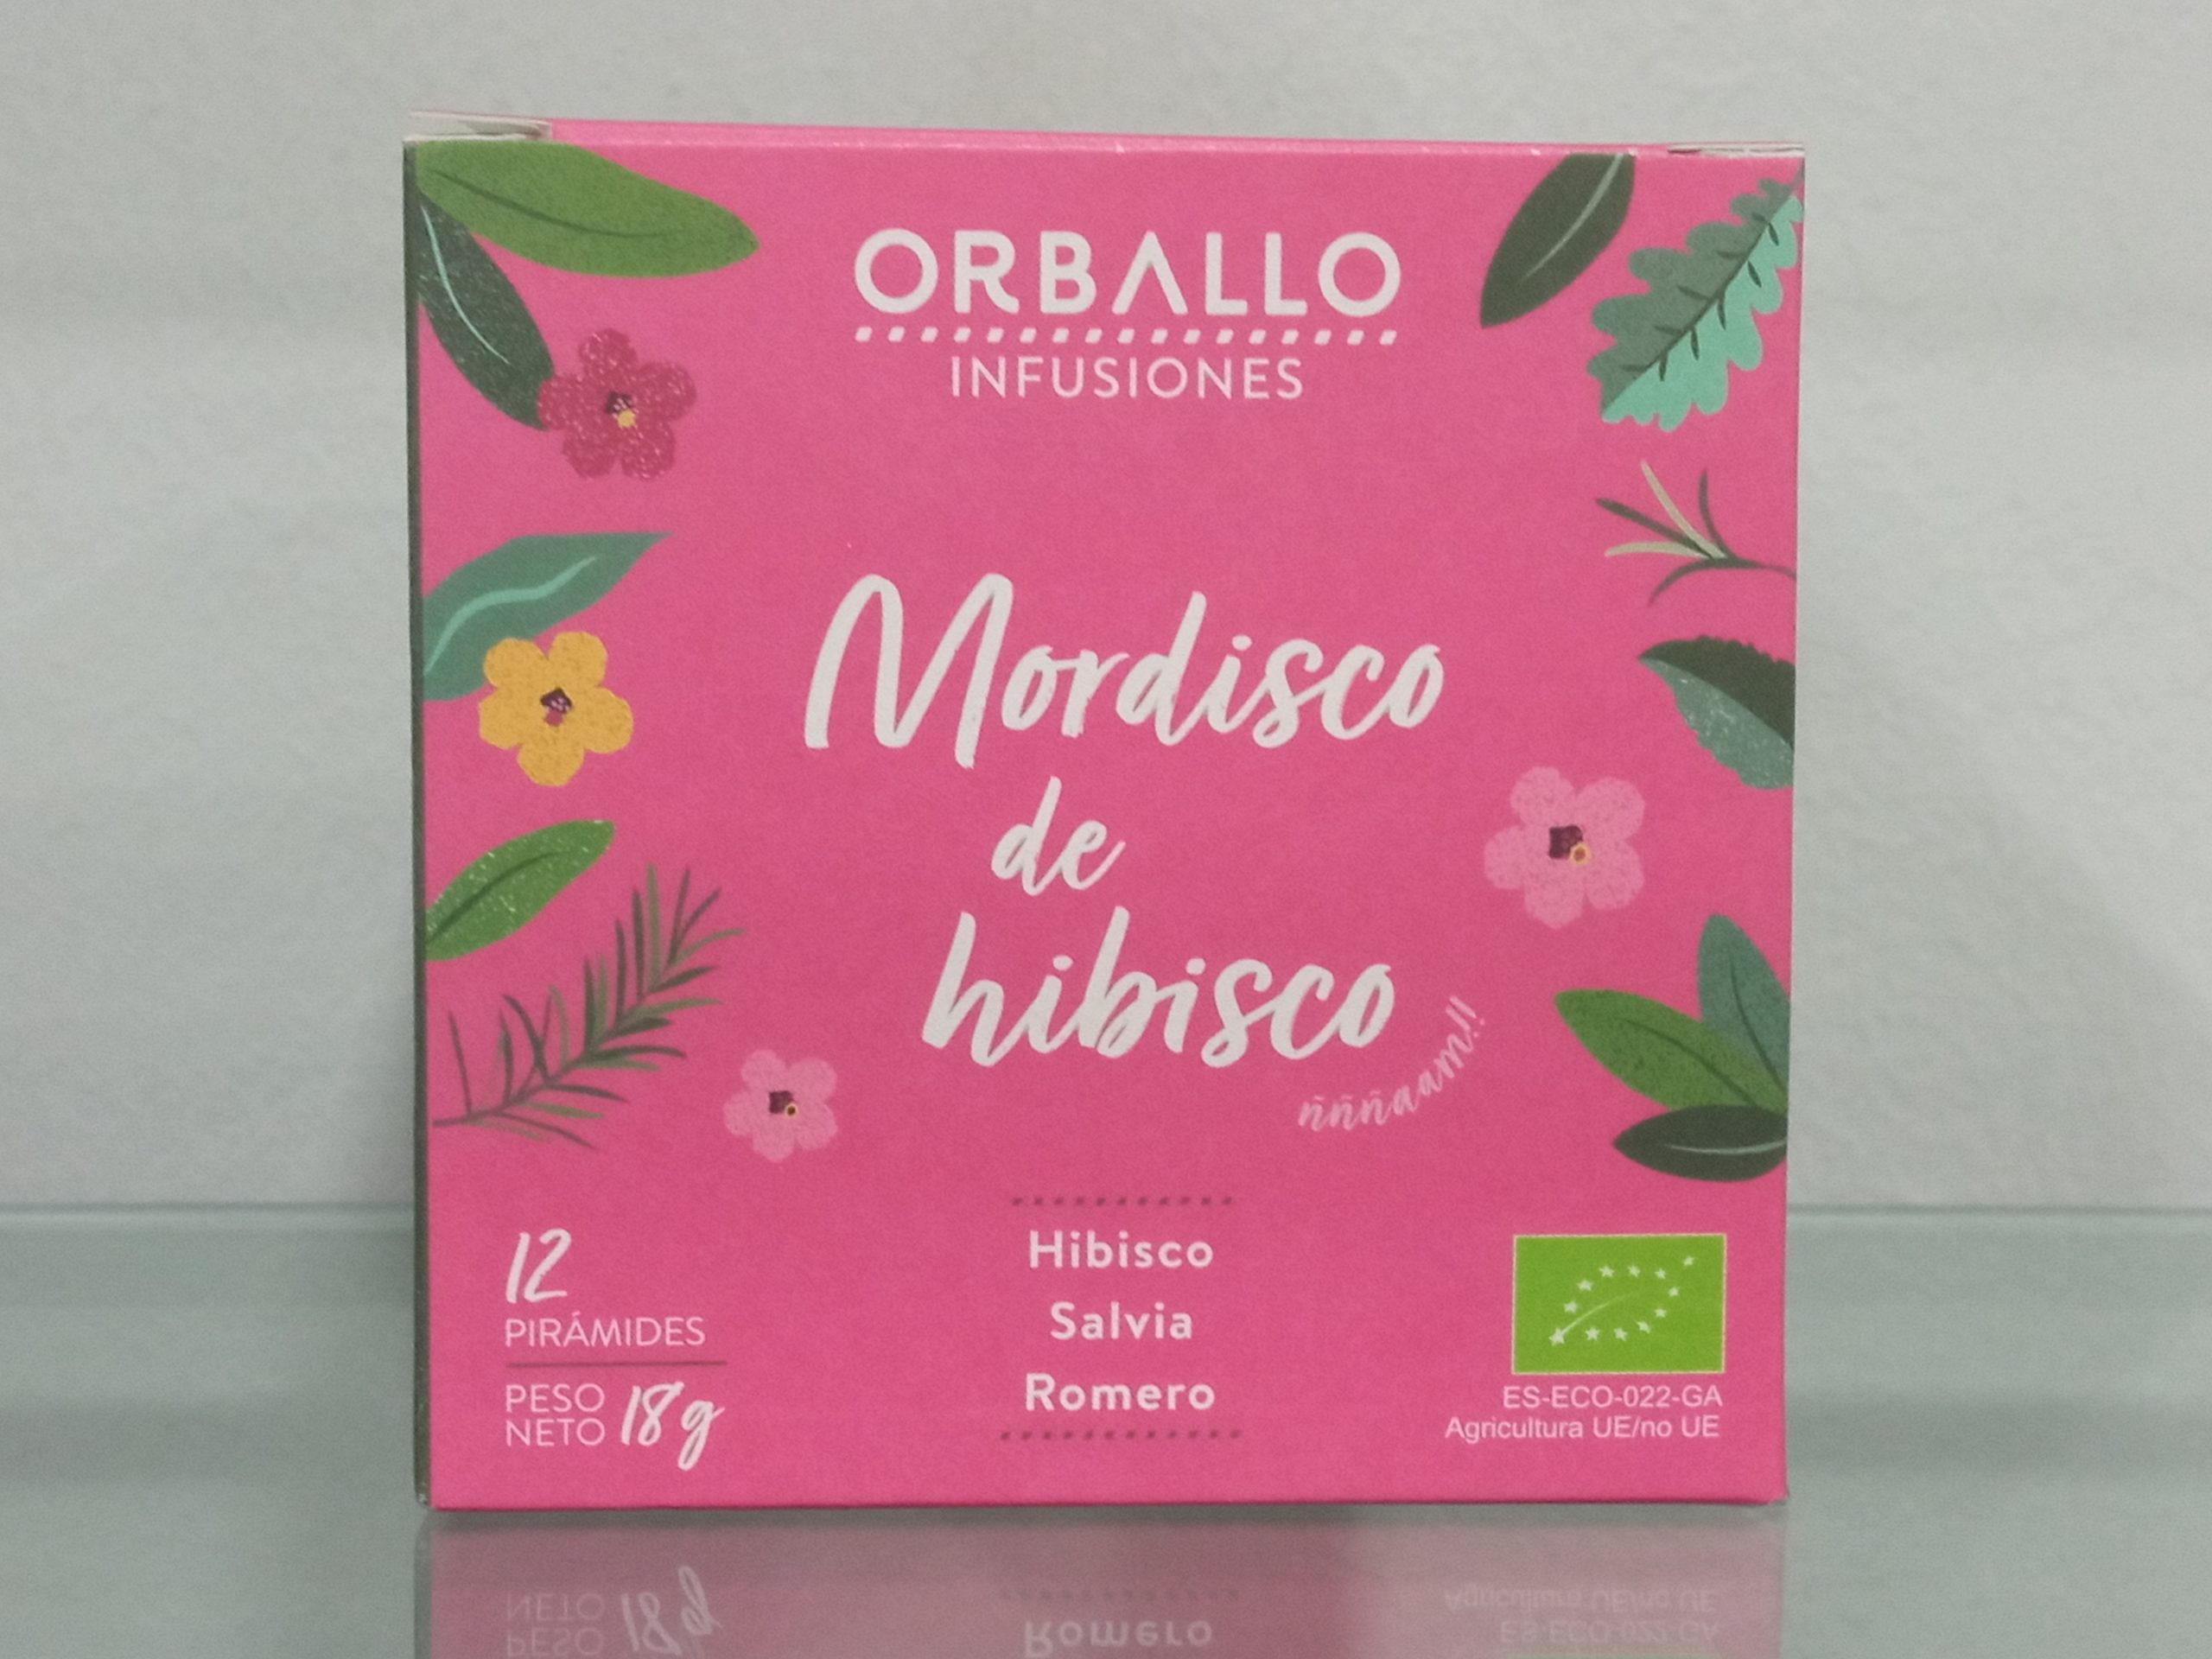 ORBALLO
INFUSIONES
Mordisco
de
hibisco
ññññaaam!!
12
PIRÁMIDES
PESO
NETO 18g
Hibisco
Salvia
Romero
ES-ECO-022-GA
Agricultura UE/no UE